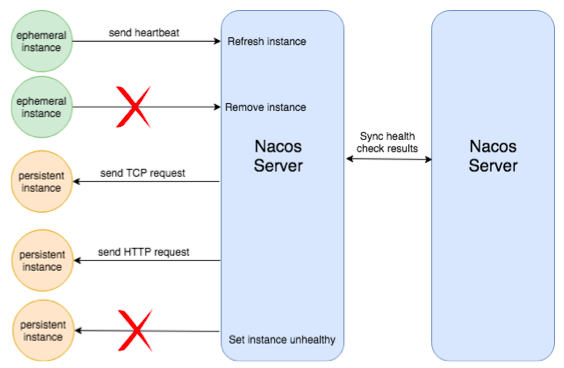 ephemeral
instance
send heartbeat
Refresh instance
ephemeral
instance
Remove instance
Nacos
Server
Sync health
check results
Nacos
Server
persistent
instance
send TCP request
persistent
instance
send HTTP request
persistent
instance
Set instance unhealthy